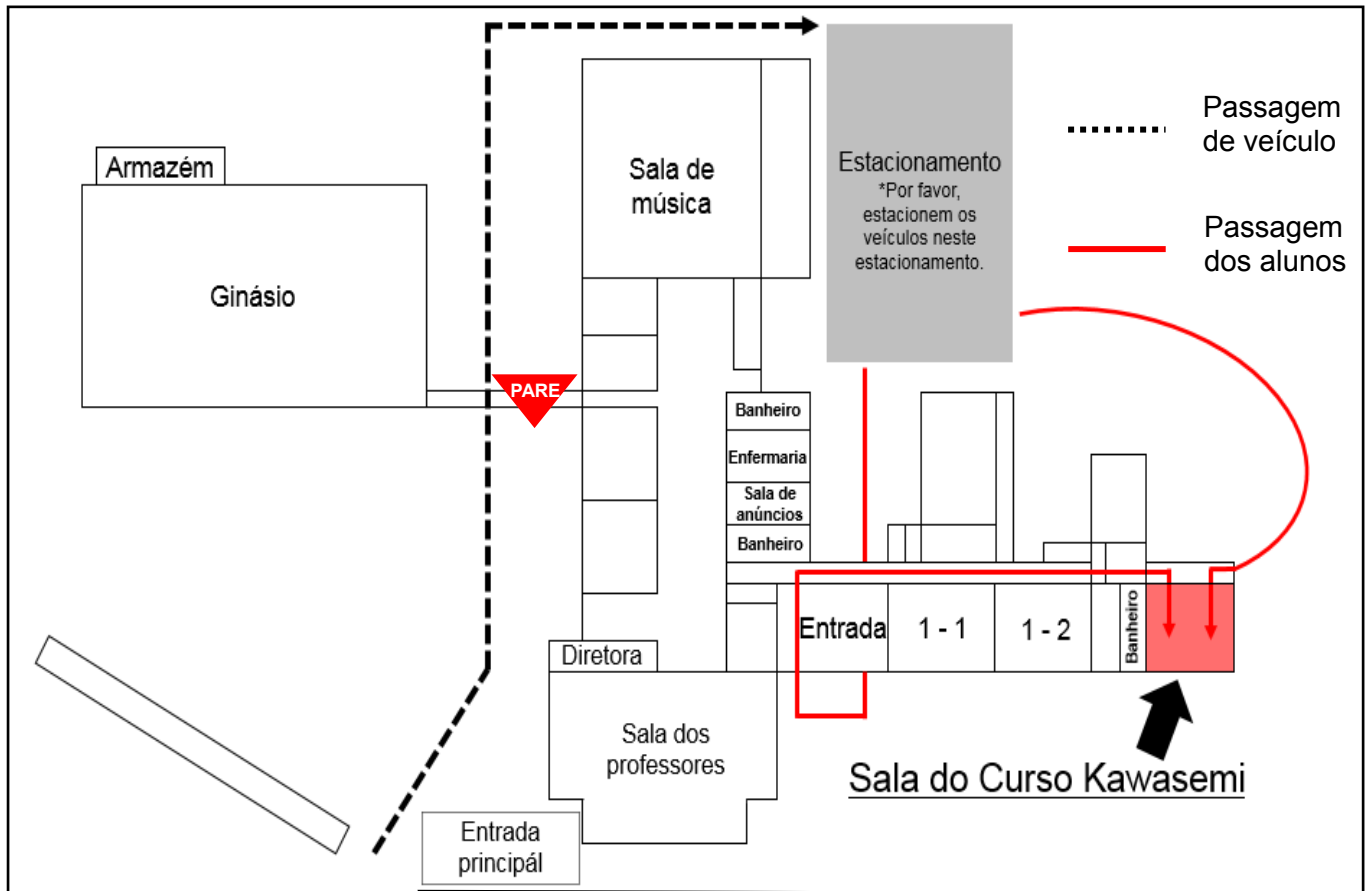 Passagem
de veículo
Passagem
dos alunos
Estacionamento
*Por favor,
estacionem os
veículos neste
estacionamento.
Sala de
música
Armazém
Ginásio
PARE
Banheiro
Enfermaria
Sala de
anúncios
Banheiro
Entrada
1 - 1
1 - 2
Banheiro
Diretora
Sala dos
professores
Sala do Curso Kawasemi
Entrada
principál